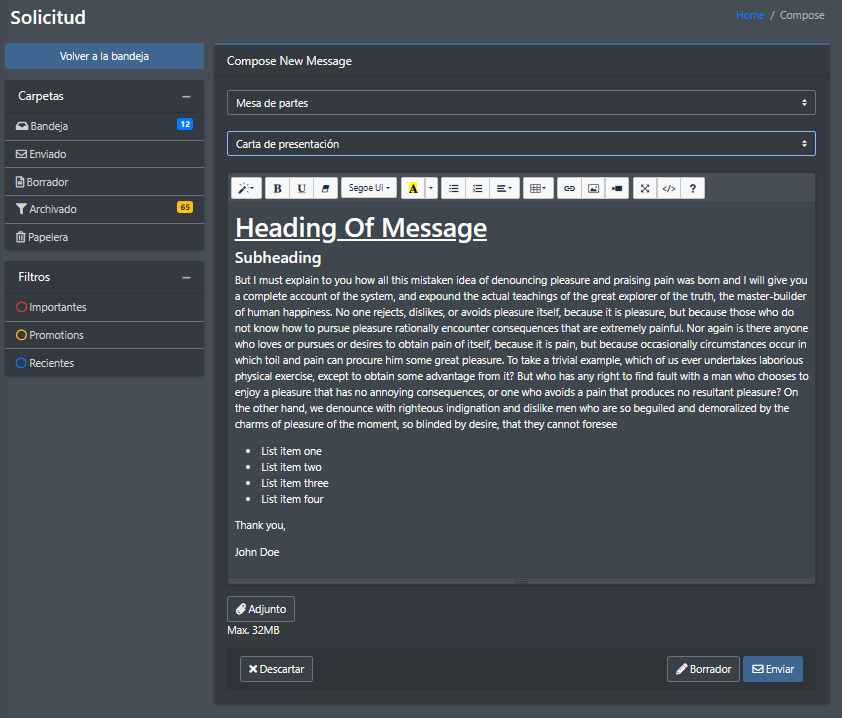 Solicitud
Home / Compose
Volver a la bandeja
Carpetas
Bandeja 12
Enviado
Borrador
Archivado 65
Papelera
Filtros
Importantes
Promotions
Recientes
Compose New Message
Mesa de partes
Carta de presentación
B U Segoe UI A </> ?
Heading Of Message
Subheading
But I must explain to you how all this mistaken idea of denouncing pleasure and praising pain was born and I will give you
a complete account of the system, and expound the actual teachings of the great explorer of the truth, the master-builder
of human happiness. No one rejects, dislikes, or avoids pleasure itself, because it is pleasure, but because those who do
not know how to pursue pleasure rationally encounter consequences that are extremely painful. Nor again is there anyone
who loves or pursues or desires to obtain pain of itself, because it is pain, but because occasionally circumstances occur in
which toil and pain can procure him some great pleasure. To take a trivial example, which of us ever undertakes laborious
physical exercise, except to obtain some advantage from it? But who has any right to find fault with a man who chooses to
enjoy a pleasure that has no annoying consequences, or one who avoids a pain that produces no resultant pleasure? On
the other hand, we denounce with righteous indignation and dislike men who are so beguiled and demoralized by the
charms of pleasure of the moment, so blinded by desire, that they cannot foresee
• List item one
• List item two
• List item three
• List item four
Thank you,
John Doe
Adjunto
Max. 32MB
Descartar
Borrador
Enviar